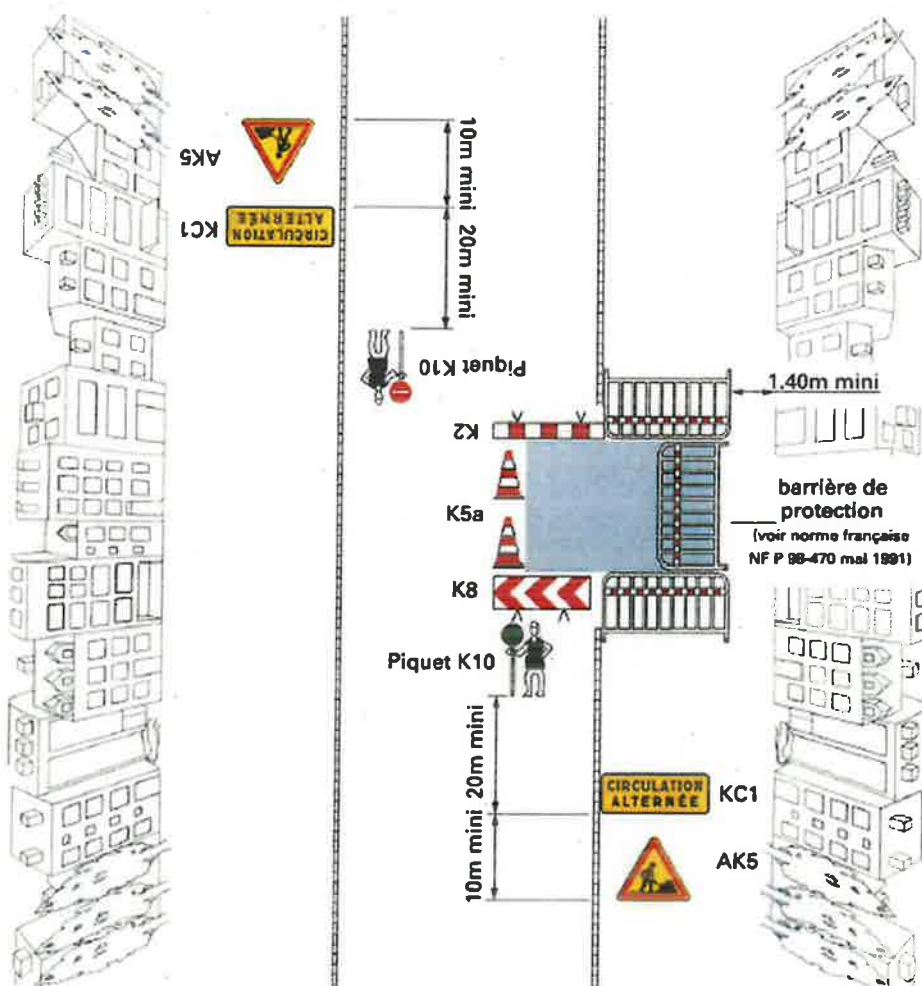 AK5
10m mini
KC1
CIRCULATION
ALTERNÉE
20m mini
Piquet K10
1.40m mini
K2
K5a
barrière de
protection
(voir norme française
NF P 98-470 mai 1991)
K8
Piquet K10
20m mini
CIRCULATION
ALTERNÉE
KC1
10m mini
AK5